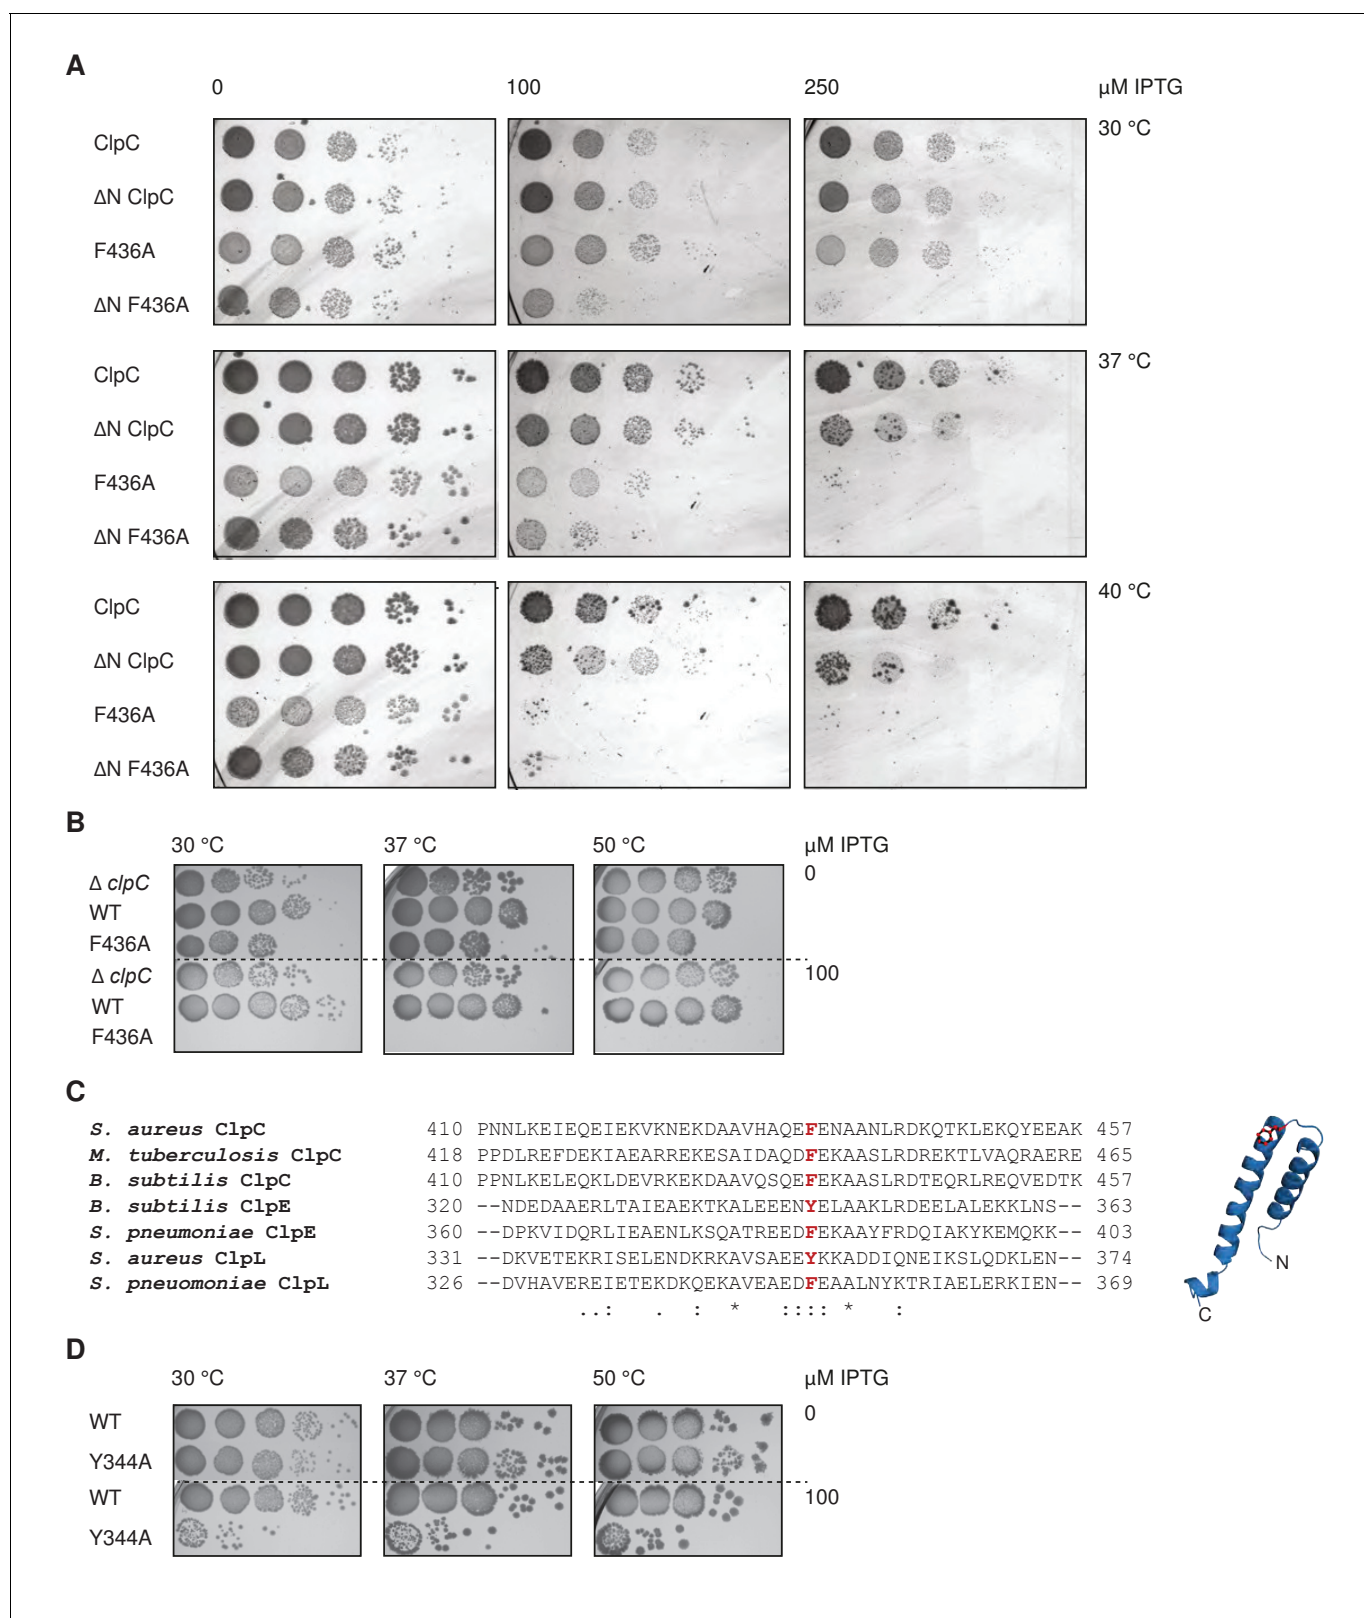 A
0 100 250 μM IPTG
30 °C
ClpC
ΔN ClpC
F436A
ΔN F436A
37 °C
ClpC
ΔN ClpC
F436A
ΔN F436A
40 °C
ClpC
ΔN ClpC
F436A
ΔN F436A
B
30 °C 37 °C 50 °C μM IPTG
Δ clpC 0
WT
F436A
Δ clpC 100
WT
F436A
C
S. aureus ClpC 410 PNNLKEIEQEIEKVKNEKDAAVHAQEFENAANLRDKQTKLEKQYEEAK 457
M. tuberculosis ClpC 418 PPDLREFDEKIAEARREKESAIDAQDFEKAASLRDREKTLVAQRAERE 465
B. subtilis ClpC 410 PPNLKELEQKLDEVRKEKDAAVQSQEFEKAASLRDTEQRLREQVEDTK 457
B. subtilis ClpE 320 --NDEDAAERLTAIEAEKTKALEEENYELAAKLRDEELALEKKLNS-- 363
S. pneumoniae ClpE 360 --DPKVIDQRLIEAENLKSQATREEDFEKAAYFRDQIAKYKEMQKK-- 403
S. aureus ClpL 331 --DKVETEKRISELENDKRKAVSAEEYKKADDIQNEIKSLQDKLEN-- 374
S. pneuomoniae ClpL 326 --DVHAVEREIETEKDKQEKAVEAEDFEAALNYKTRIAELERKIEN-- 369
..: . : * :::: * :
N
C
D
30 °C 37 °C 50 °C μM IPTG
WT 0
Y344A
WT 100
Y344A